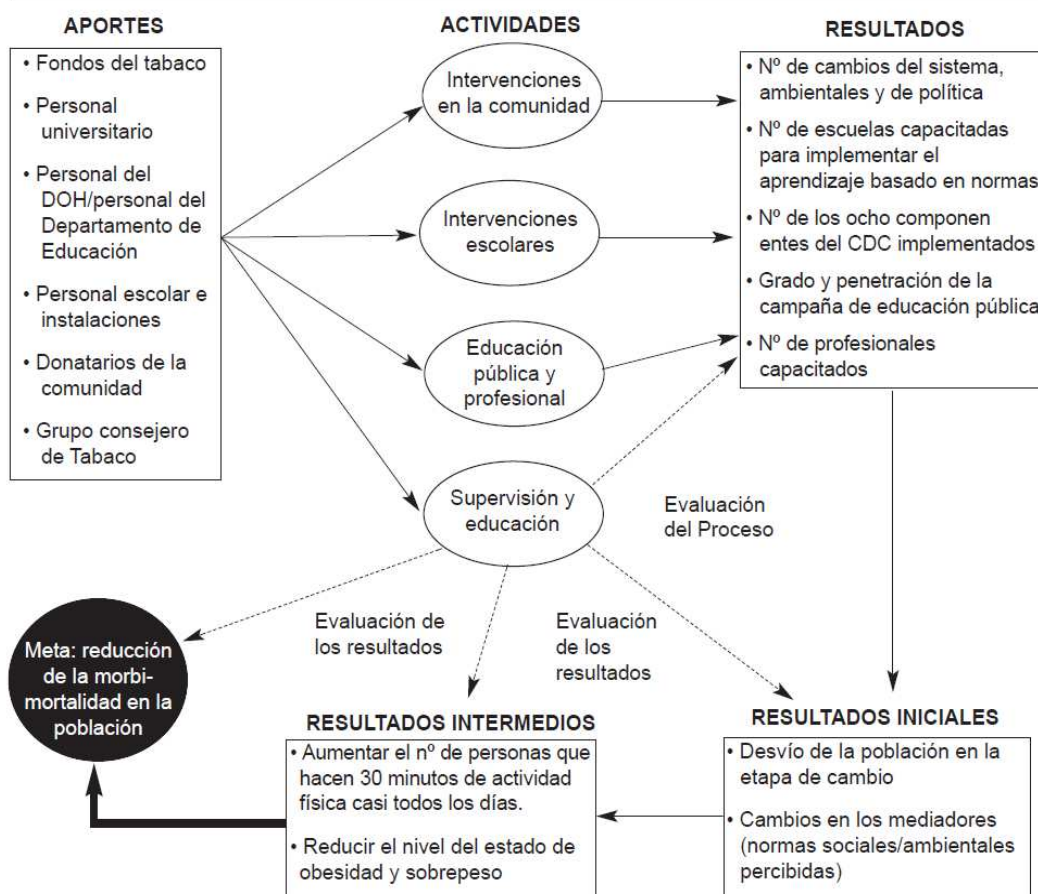 APORTES
• Fondos del tabaco
• Personal
universitario
• Personal del
DOH/personal del
Departamento de
Educación
• Personal escolar e
instalaciones
• Donatarios de la
comunidad
• Grupo consejero
de Tabaco
ACTIVIDADES
Intervenciones
en la comunidad
Intervenciones
escolares
Educación
pública y
profesional
Supervisión y
educación
RESULTADOS
• Nº de cambios del sistema,
ambientales y de política
• Nº de escuelas capacitadas
para implementar el
aprendizaje basado en normas
• Nº de los ocho componen
entes del CDC implementados
• Grado y penetración de la
campaña de educación pública
• Nº de profesionales
capacitados
Evaluación
del Proceso
Evaluación de
los resultados
Evaluación
de los
resultados
Meta: reducción
de la morbi-
mortalidad en la
población
RESULTADOS INTERMEDIOS
• Aumentar el nº de personas que
hacen 30 minutos de actividad
física casi todos los días.
• Reducir el nivel del estado de
obesidad y sobrepeso
RESULTADOS INICIALES
• Desvío de la población en la
etapa de cambio
• Cambios en los mediadores
(normas sociales/ambientales
percibidas)